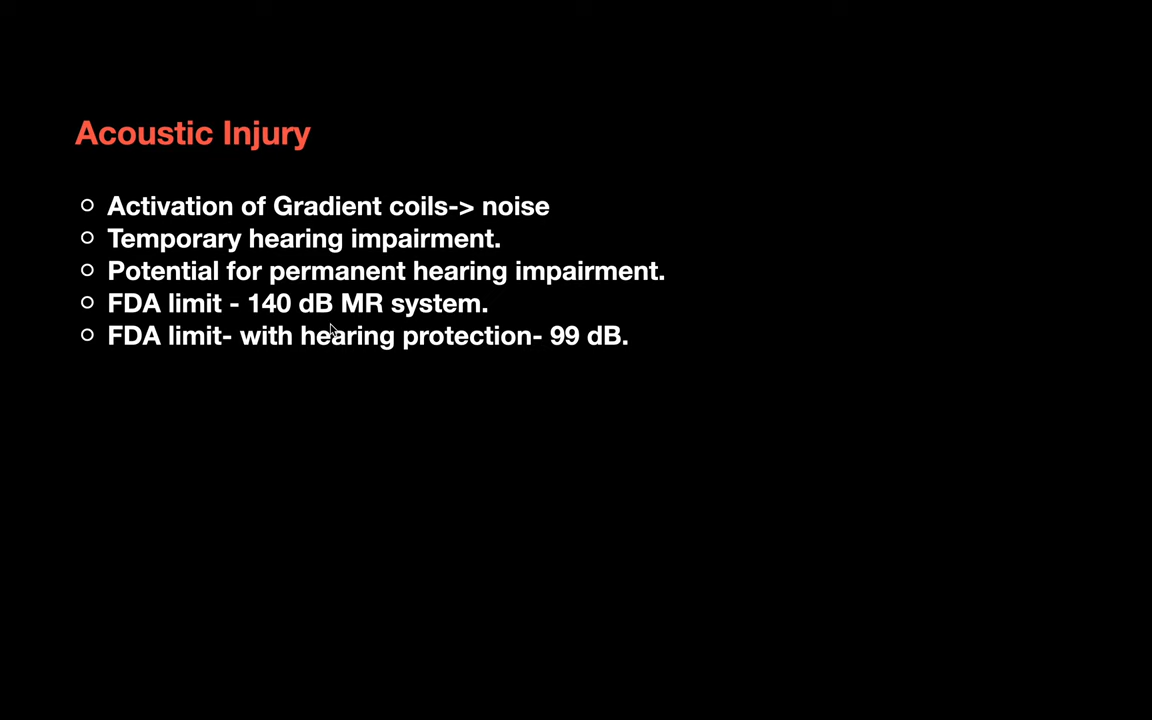 Acoustic Injury
Activation of Gradient coils-> noise
Temporary hearing impairment.
Potential for permanent hearing impairment.
FDA limit - 140 dB MR system.
FDA limit- with hearing protection- 99 dB.